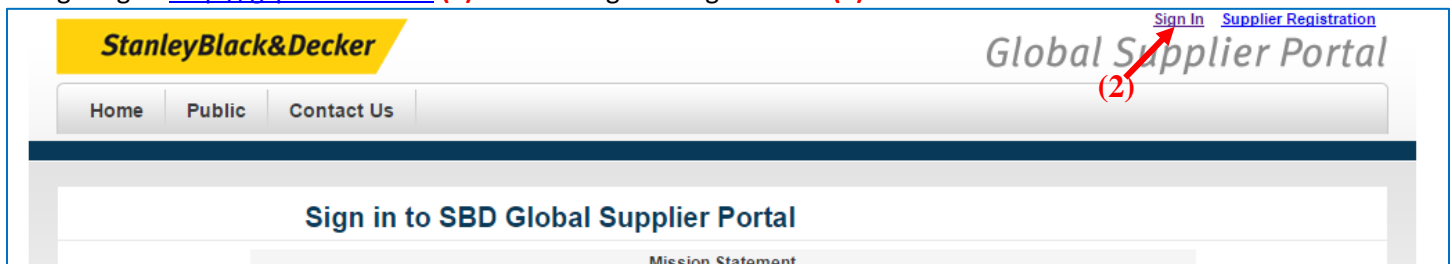 Sign In Supplier Registration
StanleyBlack&Decker
Global Supplier Portal
(2)
Home Public Contact Us
Sign in to SBD Global Supplier Portal
Mission Statement